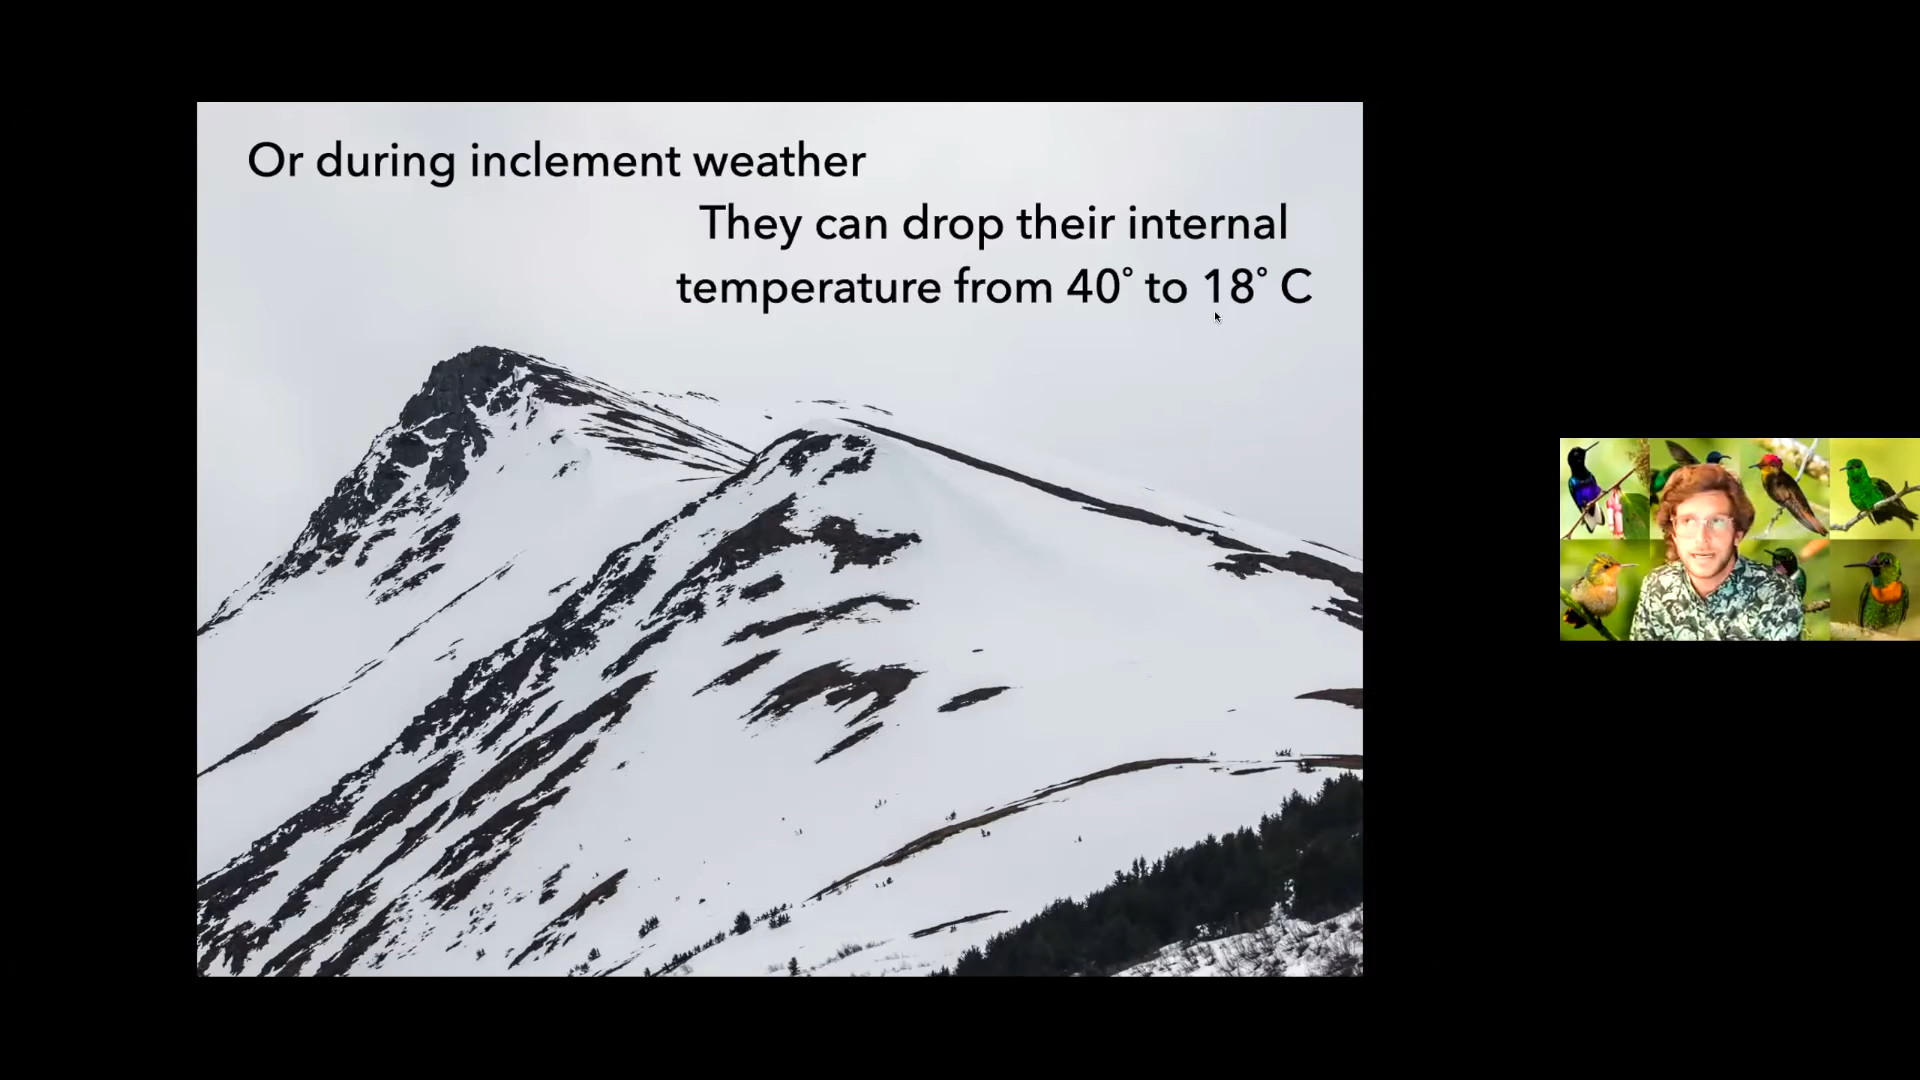 Or during inclement weather
They can drop their internal
temperature from 40° to 18° C